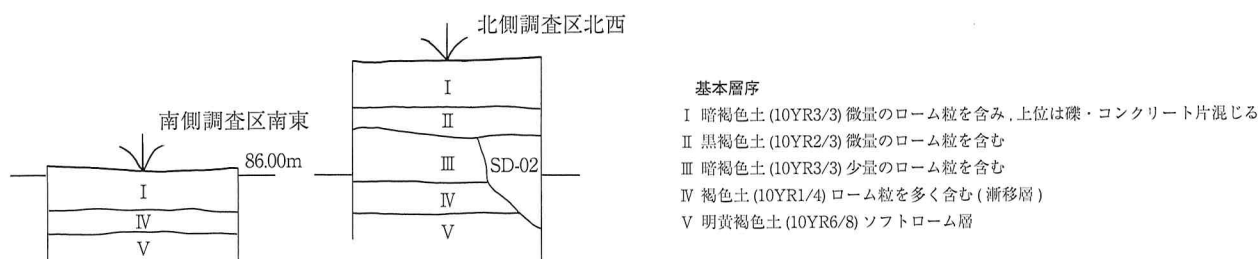 北側調査区北西
I
II
III
SD-02
IV
V
南側調査区南東
86.00m
I
IV
V
基本層序
Ⅰ 暗褐色土(10YR3/3) 微量のローム粒を含み,上位は礫・コンクリート片混じる
Ⅱ 黒褐色土(10YR2/3) 微量のローム粒を含む
Ⅲ 暗褐色土(10YR3/3) 少量のローム粒を含む
Ⅳ 褐色土(10YR1/4) ローム粒を多く含む(漸移層)
Ⅴ 明黄褐色土(10YR6/8) ソフトローム層